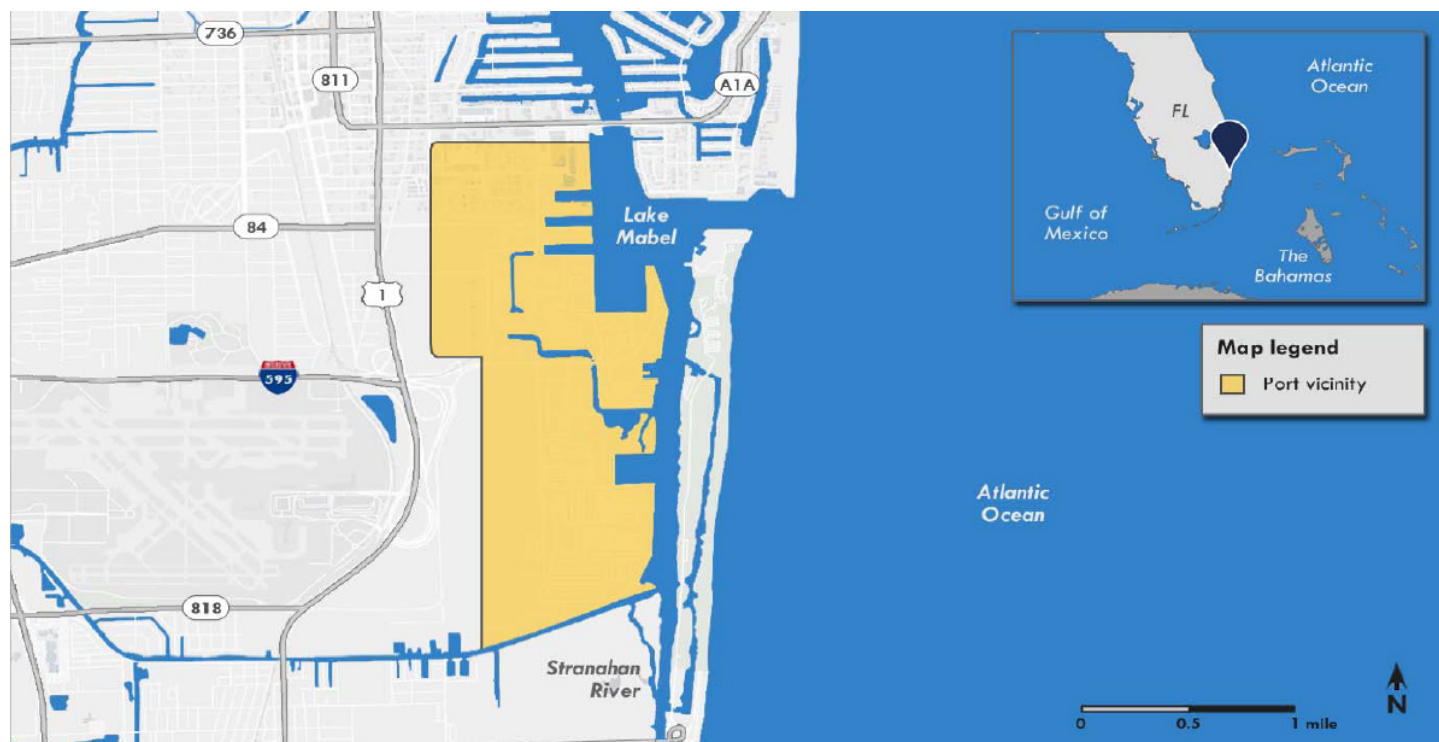 736
811
A1A
Lake
Mabel
84
1
INTERSTATE
595
818
Stranahan
River
Atlantic
Ocean
FL
Atlantic
Ocean
Gulf of
Mexico
The
Bahamas
Map legend
Port vicinity
N
0
0.5
1 mile